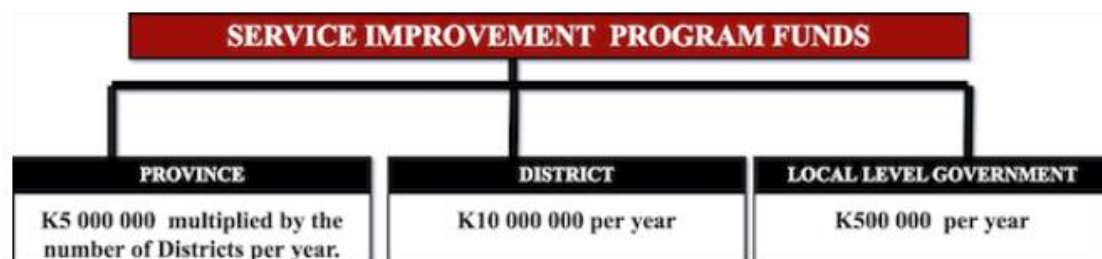 SERVICE IMPROVEMENT PROGRAM FUNDS
PROVINCE
K5 000 000 multiplied by the
number of Districts per year.
DISTRICT
K10 000 000 per year
LOCAL LEVEL GOVERNMENT
K500 000 per year